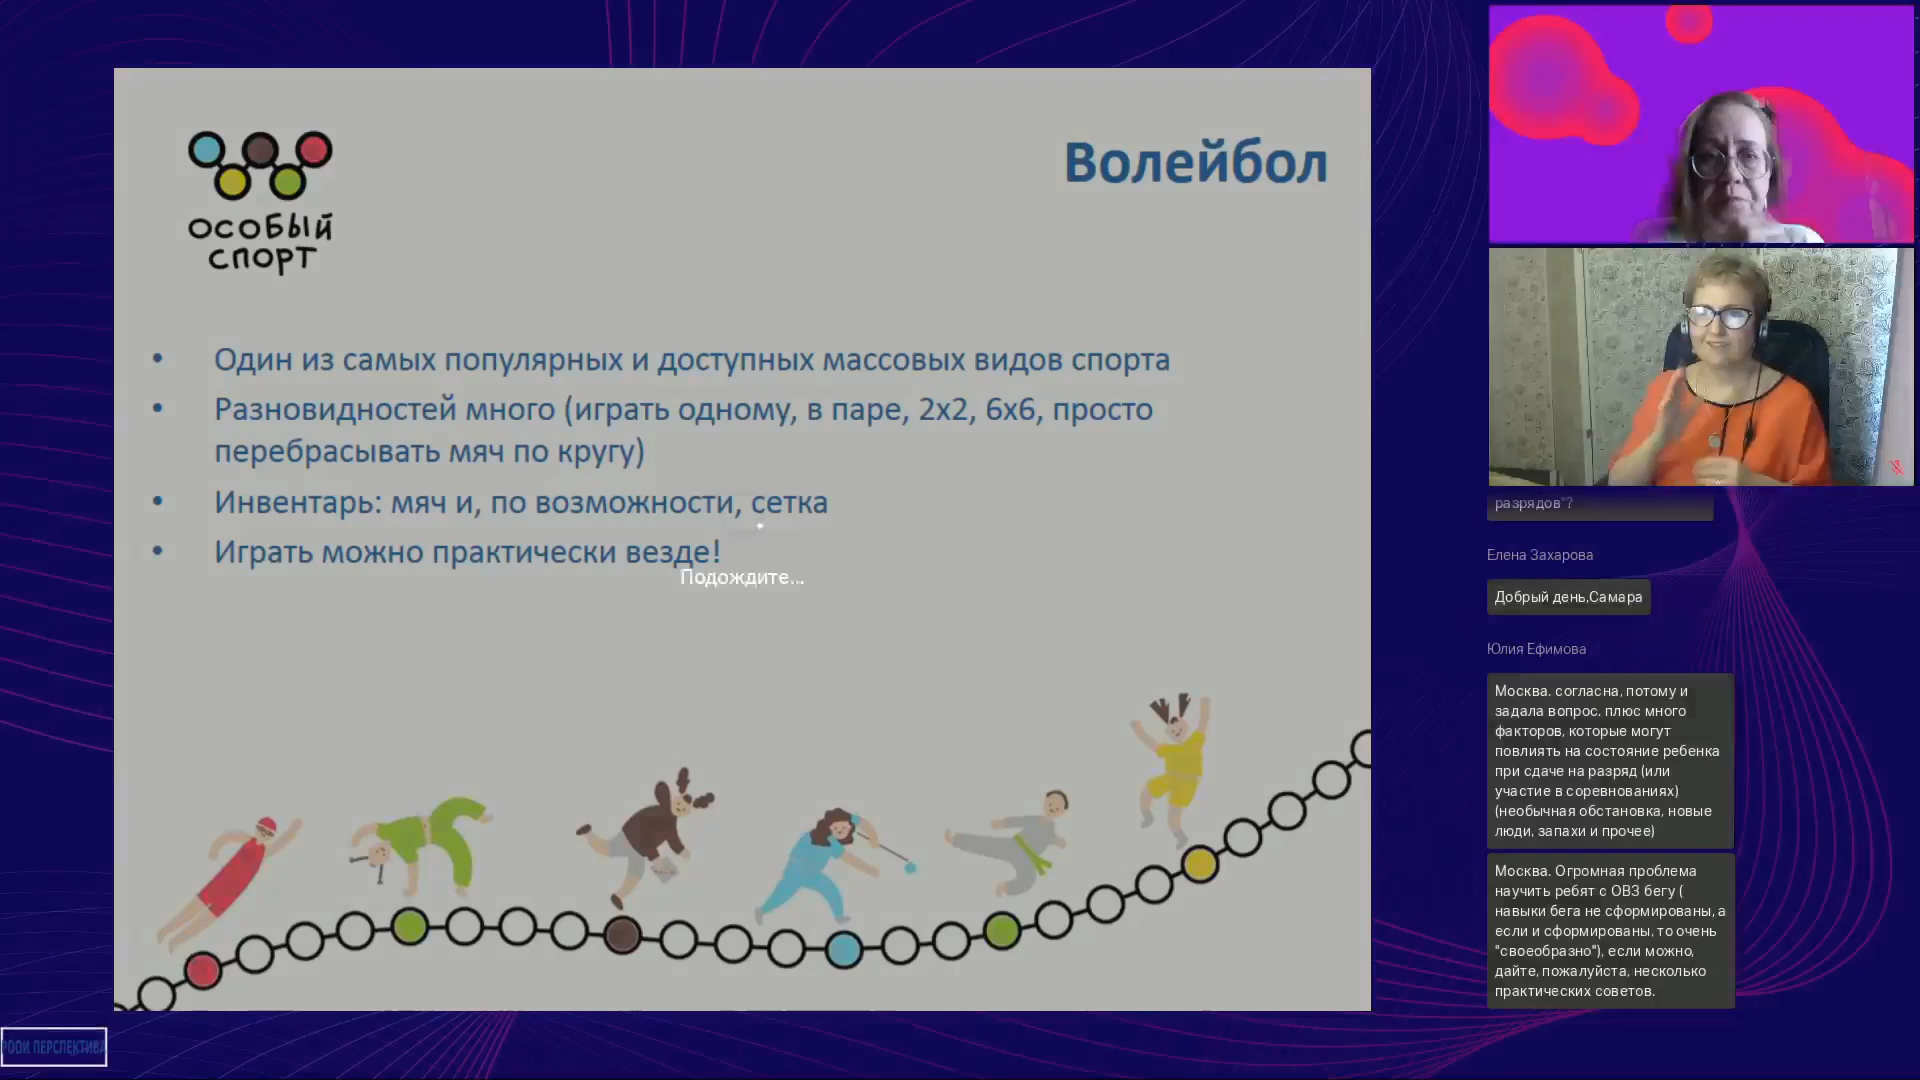 ОСОБЫЙ
СПОРТ
Волейбол
• Один из самых популярных и доступных массовых видов спорта
• Разновидностей много (играть одному, в паре, 2х2, 6х6, просто
перебрасывать мяч по кругу)
• Инвентарь: мяч и, по возможности, сетка
• Играть можно практически везде!
Подождите...
РООИ ПЕРСПЕКТИВА
разрядов"?
Елена Захарова
Добрый день,Самара
Юлия Ефимова
Москва. согласна, потому и
задала вопрос. плюс много
факторов, которые могут
повлиять на состояние ребенка
при сдаче на разряд (или
участие в соревнованиях)
(необычная обстановка, новые
люди, запахи и прочее)
Москва. Огромная проблема
научить ребят с ОВЗ бегу (
навыки бега не сформированы, а
если и сформированы, то очень
"своеобразно"), если можно,
дайте, пожалуйста, несколько
практических советов.